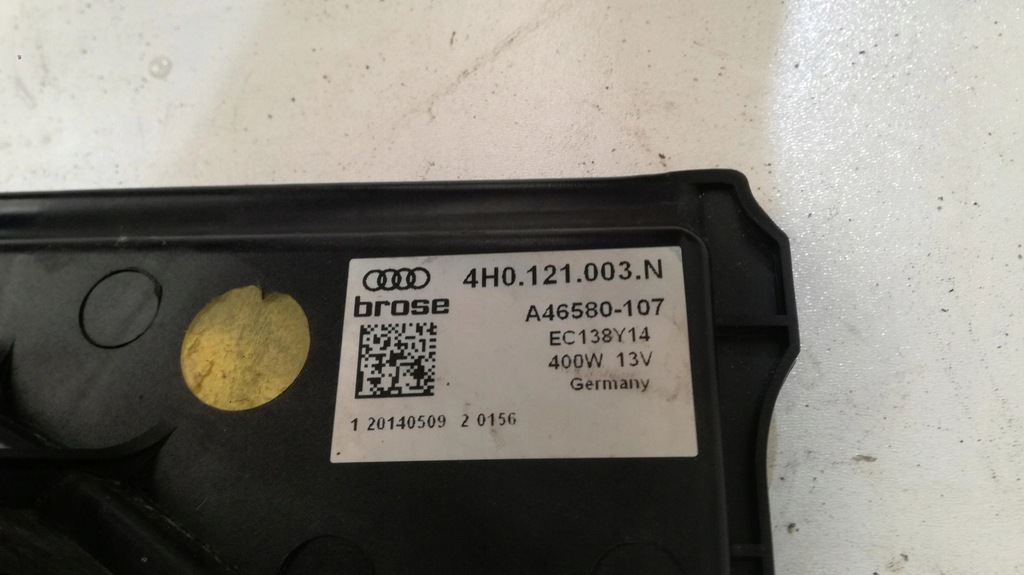 4H0.121.003.N
brose
A46580-107
EC138Y14
400W 13V
Germany
1 20140509 2 0156